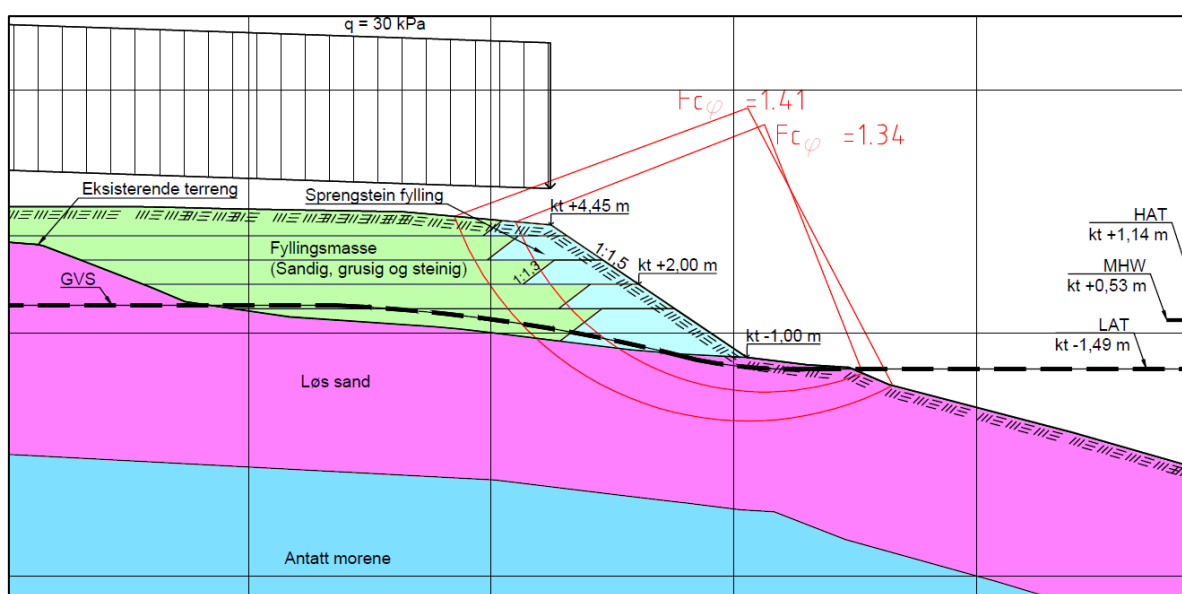 q = 30 kPa
Fcφ =1.41
Fcφ =1.34
Eksisterende terreng
Sprengstein fylling
kt +4,45 m
HAT
kt +1,14 m
Fyllingsmasse
(Sandig, grusig og steinig)
1:1,5
1:1,3
kt +2,00 m
MHW
kt +0,53 m
GVS
LAT
kt -1,49 m
kt -1,00 m
Løs sand
Antatt morene